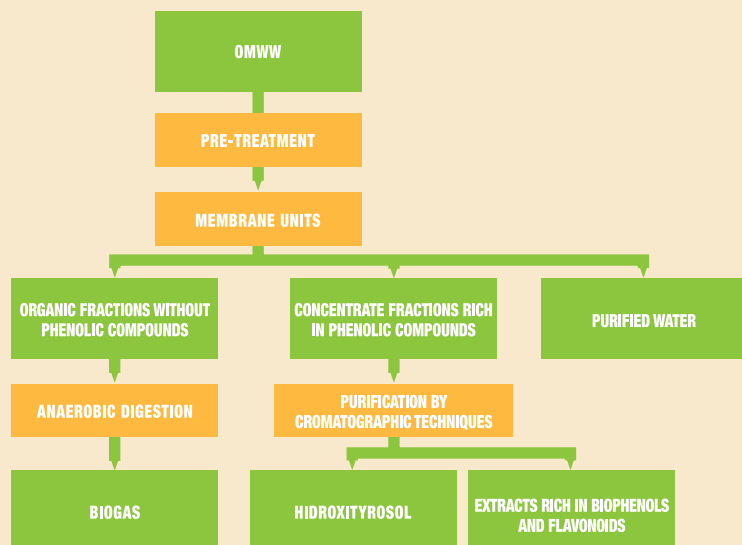 OMWW
PRE-TREATMENT
MEMBRANE UNITS
ORGANIC FRACTIONS WITHOUT
PHENOLIC COMPOUNDS
CONCENTRATE FRACTIONS RICH
IN PHENOLIC COMPOUNDS
PURIFIED WATER
ANAEROBIC DIGESTION
PURIFICATION BY
CROMATOGRAPHIC TECHNIQUES
BIOGAS
HIDROXITYROSOL
EXTRACTS RICH IN BIOPHENOLS
AND FLAVONOIDS